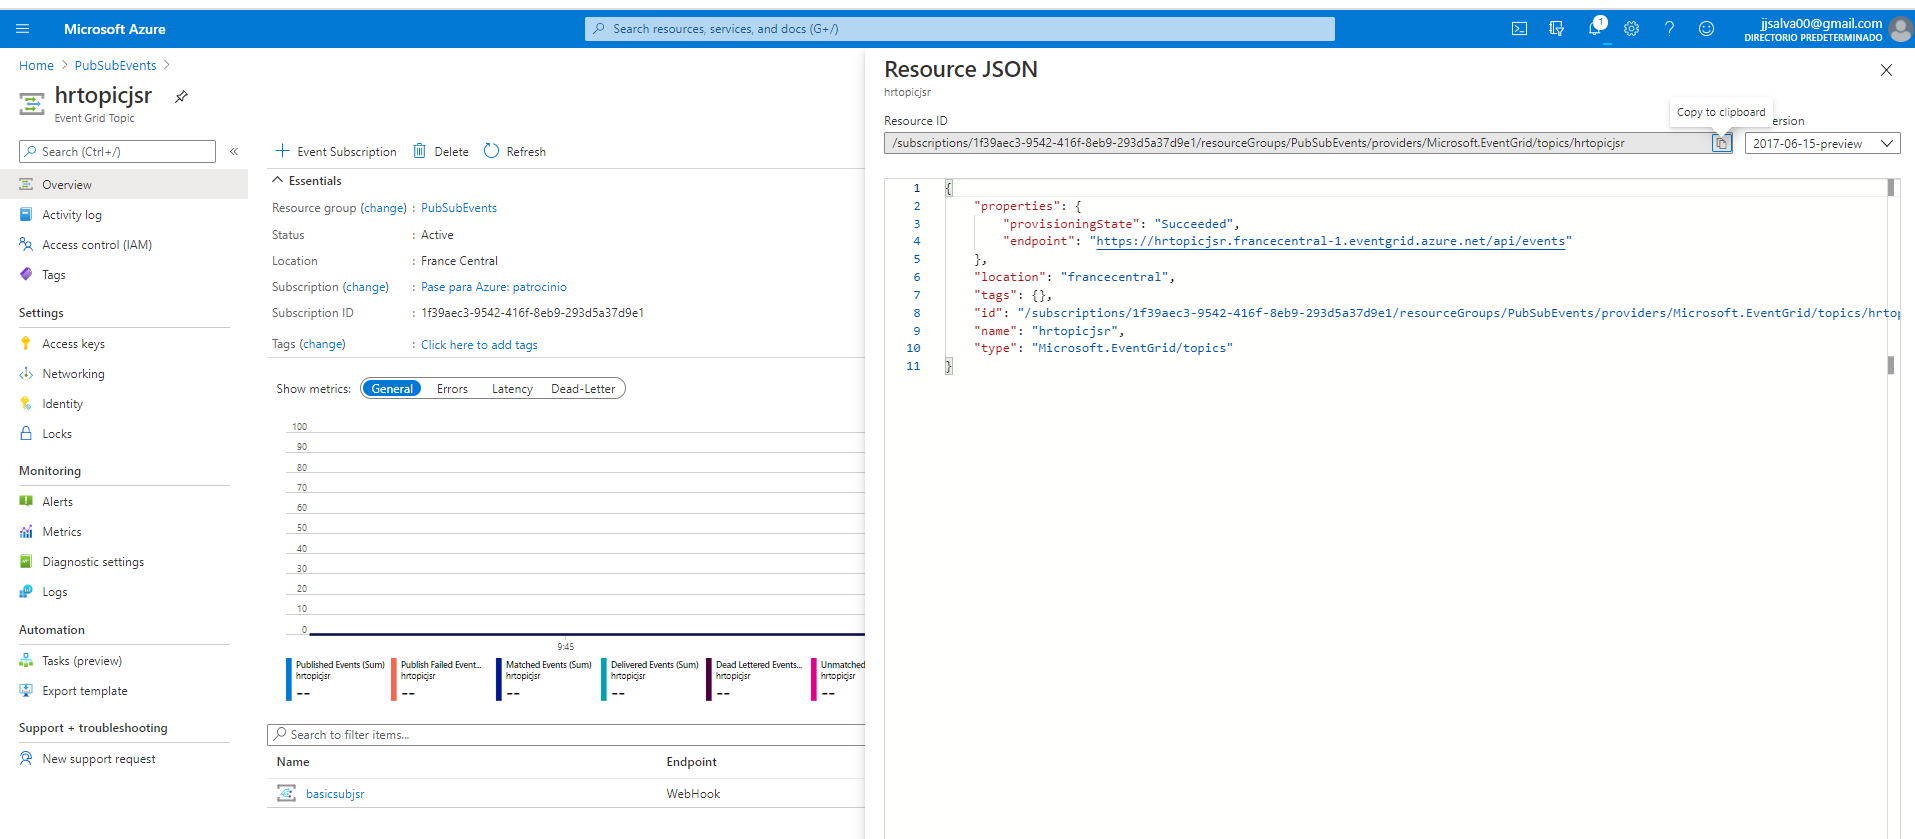 Microsoft Azure
Search resources, services, and docs (G+/)
1
jjsalva00@gmail.com
DIRECTORIO PREDETERMINADO
Home > PubSubEvents >
hrtopicjsr
Event Grid Topic
Search (Ctrl+/)
«
Overview
Activity log
Access control (IAM)
Tags
Settings
Access keys
Networking
Identity
Locks
Monitoring
Alerts
Metrics
Diagnostic settings
Logs
Automation
Tasks (preview)
Export template
Support + troubleshooting
New support request
Event Subscription Delete Refresh
Essentials
Resource group (change) : PubSubEvents
Status : Active
Location : France Central
Subscription (change) : Pase para Azure: patrocinio
Subscription ID : 1f39aec3-9542-416f-8eb9-293d5a37d9e1
Tags (change) : Click here to add tags
Show metrics: General Errors Latency Dead-Letter
100
90
80
70
60
50
40
30
20
10
0
9:45
Published Events (Sum) Publish Failed Event... Matched Events (Sum) Delivered Events (Sum) Dead Lettered Events... Unmatched
hrtopicjsr hrtopicjsr hrtopicjsr hrtopicjsr hrtopicjsr hrtopicjsr
-- -- -- -- -- --
Search to filter items...
Name Endpoint
basicsubjsr WebHook
Resource JSON
hrtopicjsr
Copy to clipboard
Resource ID
ersion
/subscriptions/1f39aec3-9542-416f-8eb9-293d5a37d9e1/resourceGroups/PubSubEvents/providers/Microsoft.EventGrid/topics/hrtopicjsr
2017-06-15-preview
1 {
2 "properties": {
3 "provisioningState": "Succeeded",
4 "endpoint": "https://hrtopicjsr.francecentral-1.eventgrid.azure.net/api/events"
5 },
6 "location": "francecentral",
7 "tags": {},
8 "id": "/subscriptions/1f39aec3-9542-416f-8eb9-293d5a37d9e1/resourceGroups/PubSubEvents/providers/Microsoft.EventGrid/topics/hrtop
9 "name": "hrtopicjsr",
10 "type": "Microsoft.EventGrid/topics"
11 }